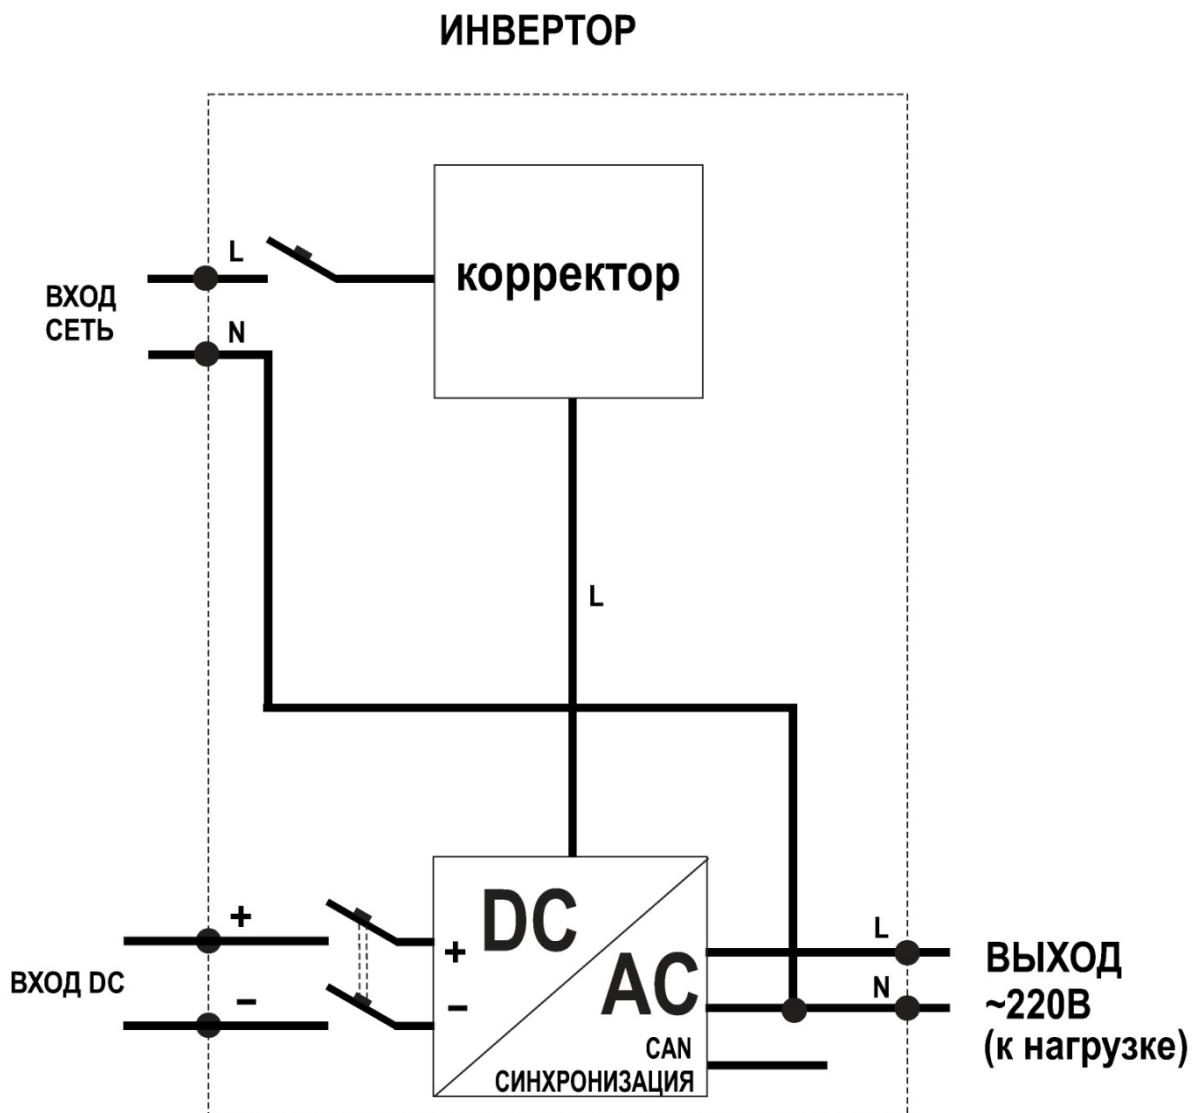 ИНВЕРТОР
L
корректор
ВХОД
СЕТЬ
N
L
+
DC
L
+
ВЫХОД
AC
ВХОД DC
–
–
N
~220В
(к нагрузке)
CAN
СИНХРОНИЗАЦИЯ